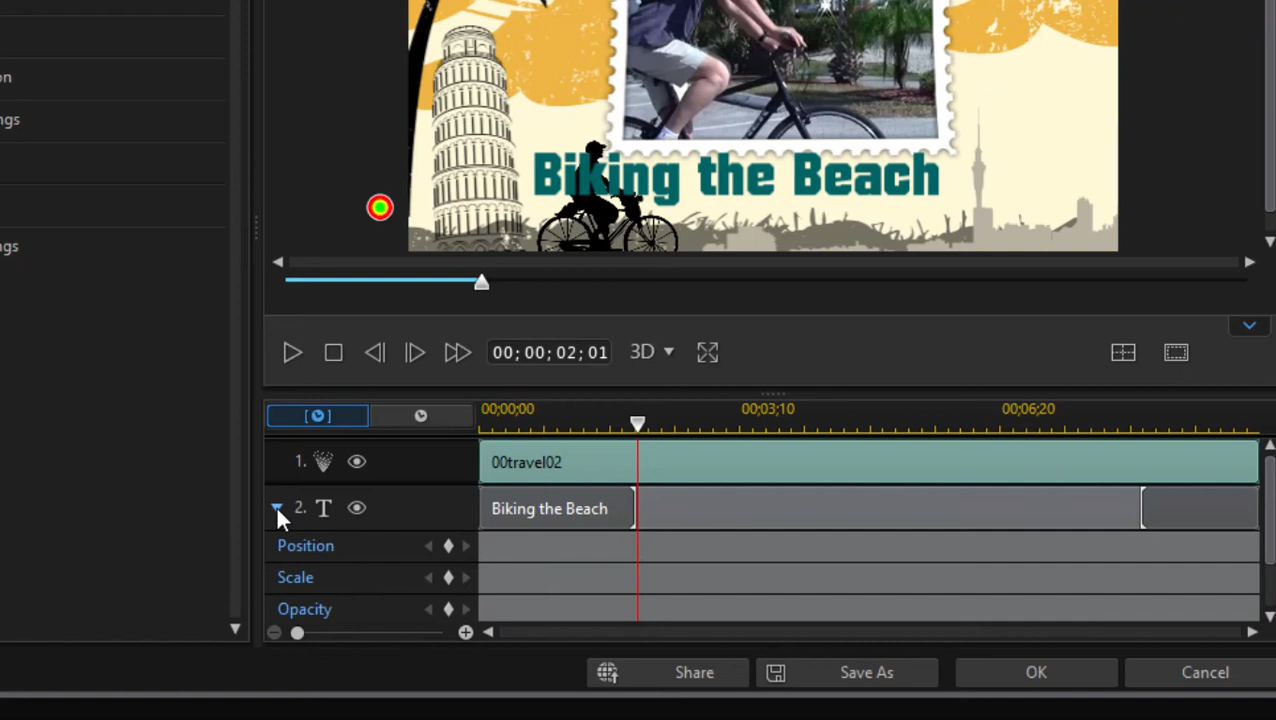 on
ngs
ngs
Biking the Beach
00;00;02;01 3D
00;00;00 00;03;10 00;06;20
1. 00travel02
2. T Biking the Beach
Position
Scale
Opacity
Share Save As OK Cancel